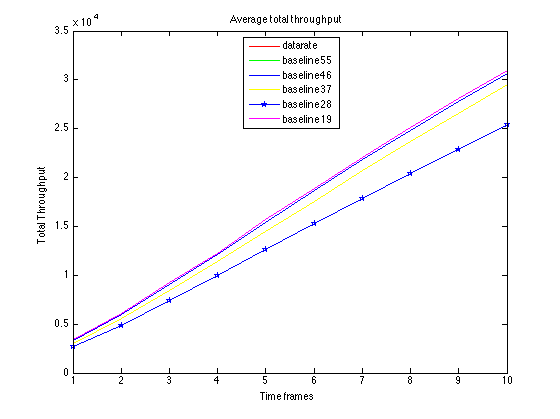 Average total throughput
× 10^4
3.5
3
2.5
2
1.5
1
0.5
0
Total Throughput
datarate
baseline55
baseline46
baseline37
baseline28
baseline19
1 2 3 4 5 6 7 8 9 10
Time frames